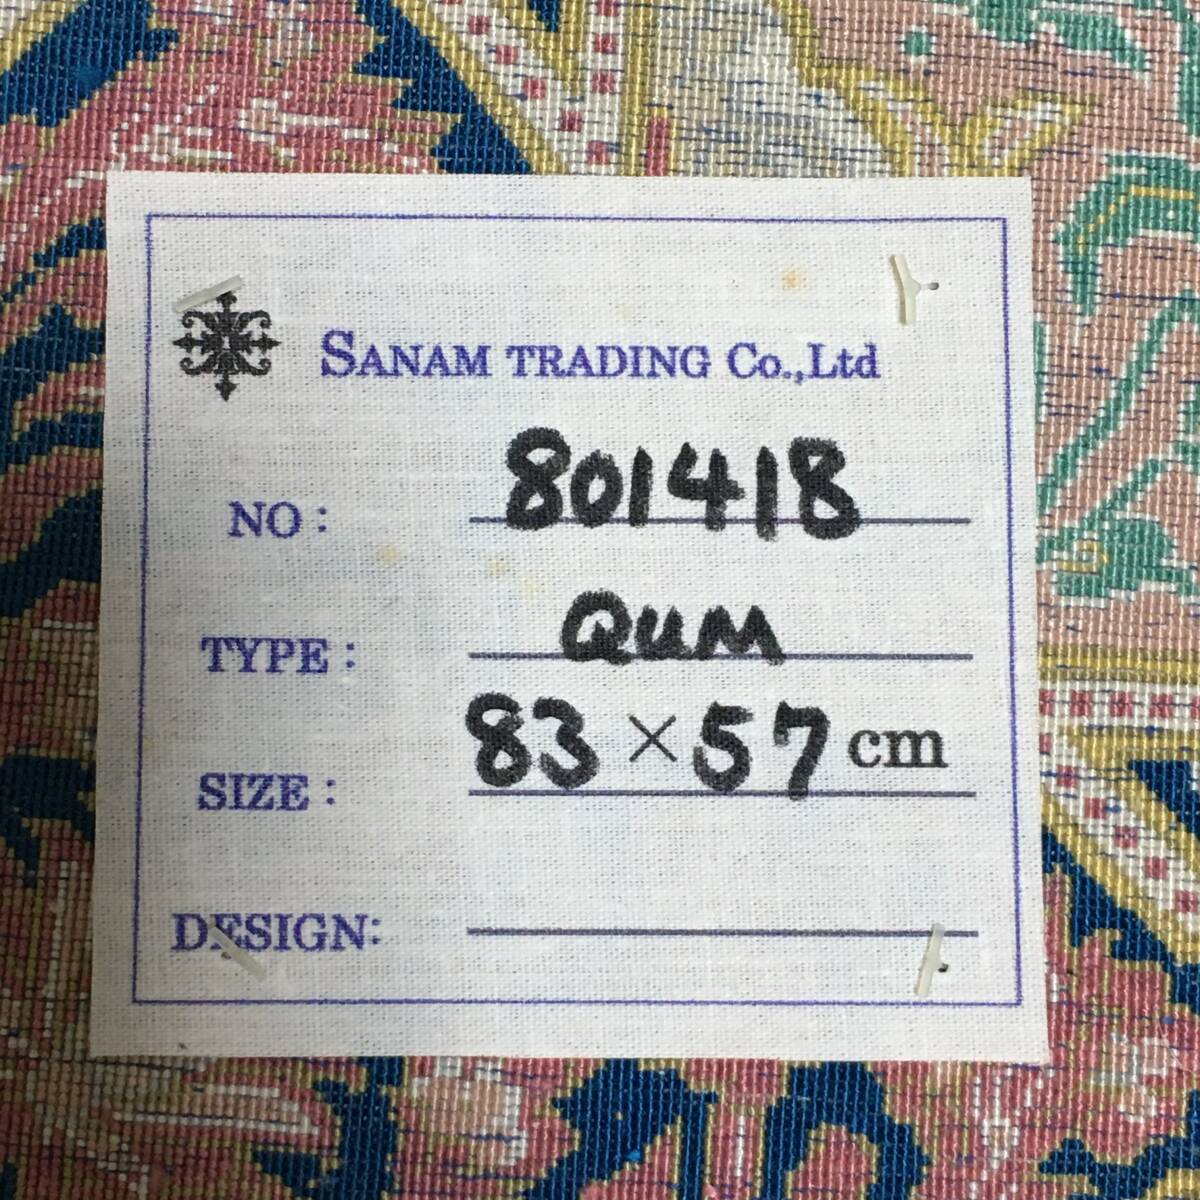 SANAM TRADING Co.,Ltd
NO: 801418
TYPE: QUM
SIZE: 83 × 57 cm
DESIGN: